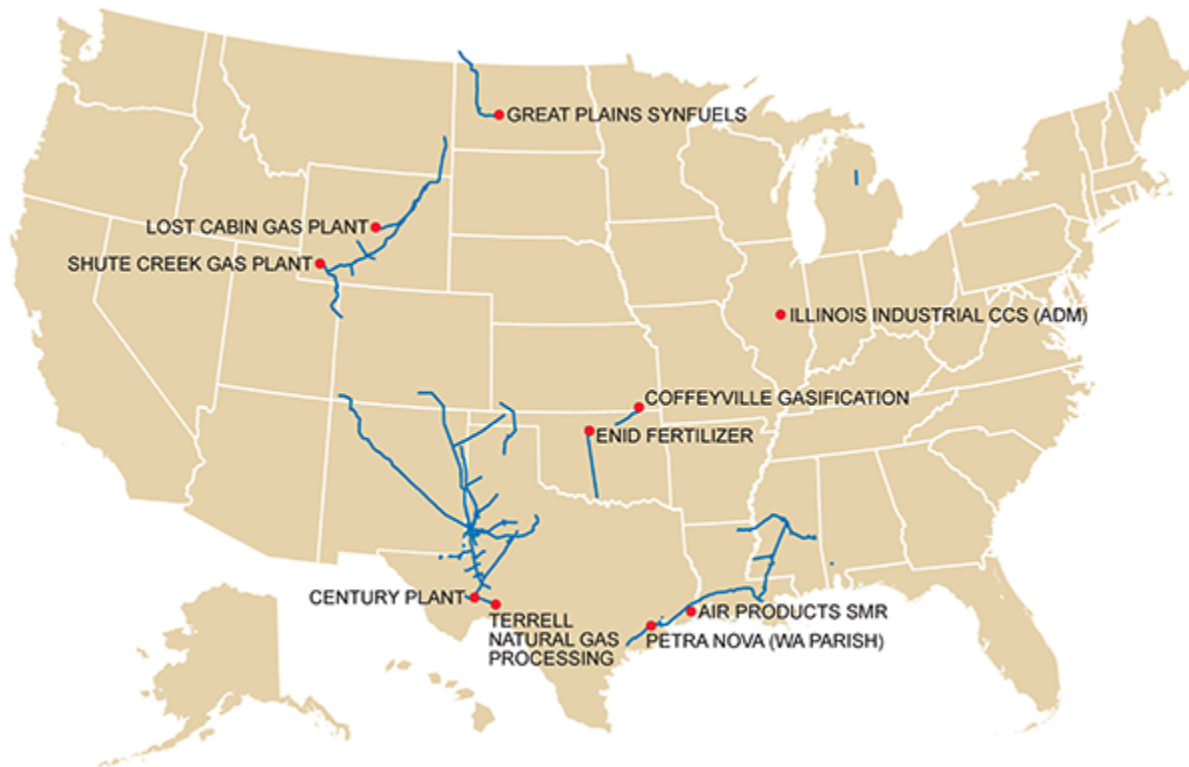 GREAT PLAINS SYNFUELS
LOST CABIN GAS PLANT
SHUTE CREEK GAS PLANT
ILLINOIS INDUSTRIAL CCS (ADM)
COFFEYVILLE GASIFICATION
ENID FERTILIZER
CENTURY PLANT
TERRELL
NATURAL GAS
PROCESSING
AIR PRODUCTS SMR
PETRA NOVA (WA PARISH)